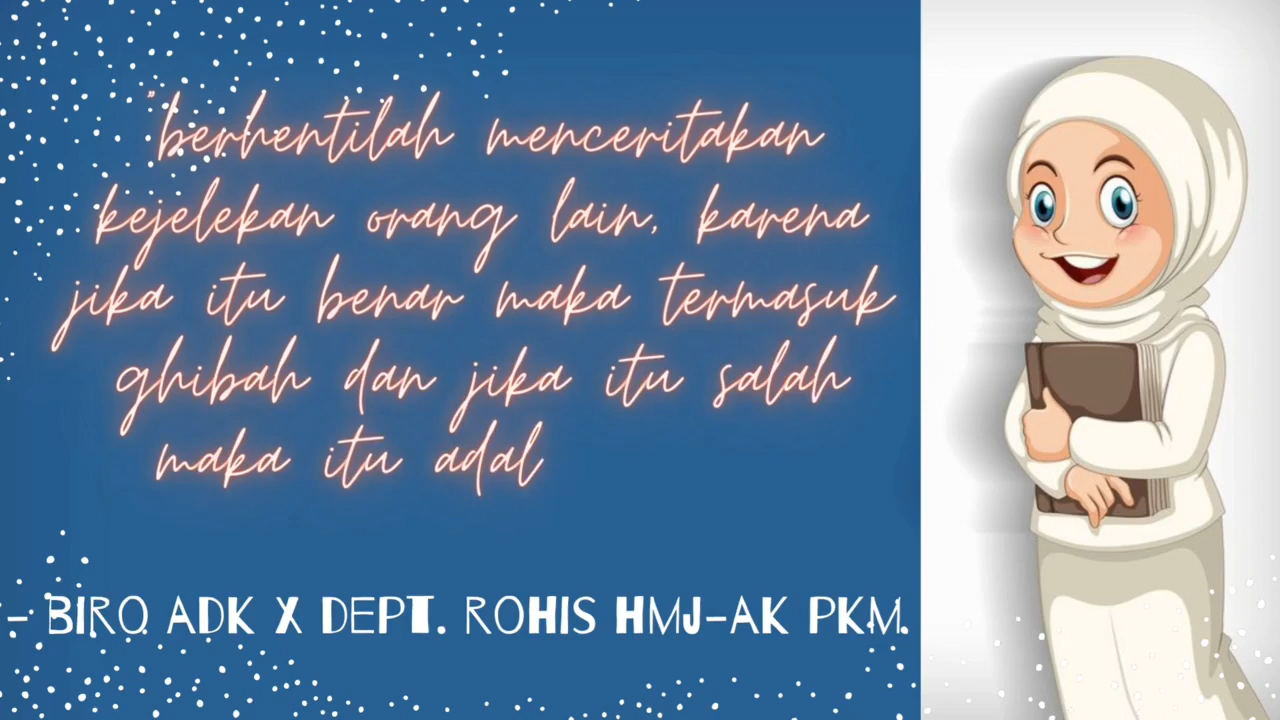 "berhentilah menceritakan
kejelekan orang lain, karena
jika itu benar maka termasuk
ghibah dan jika itu salah
maka itu adal
- BIRO ADK X DEPT. ROHIS HMJ-AK PKM.